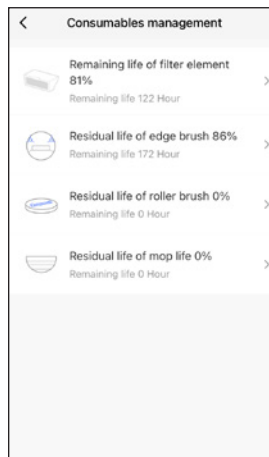 Consumables management
Remaining life of filter element
81%
Remaining life 122 Hour
Residual life of edge brush 86%
Remaining life 172 Hour
Residual life of roller brush 0%
Remaining life 0 Hour
Residual life of mop life 0%
Remaining life 0 Hour